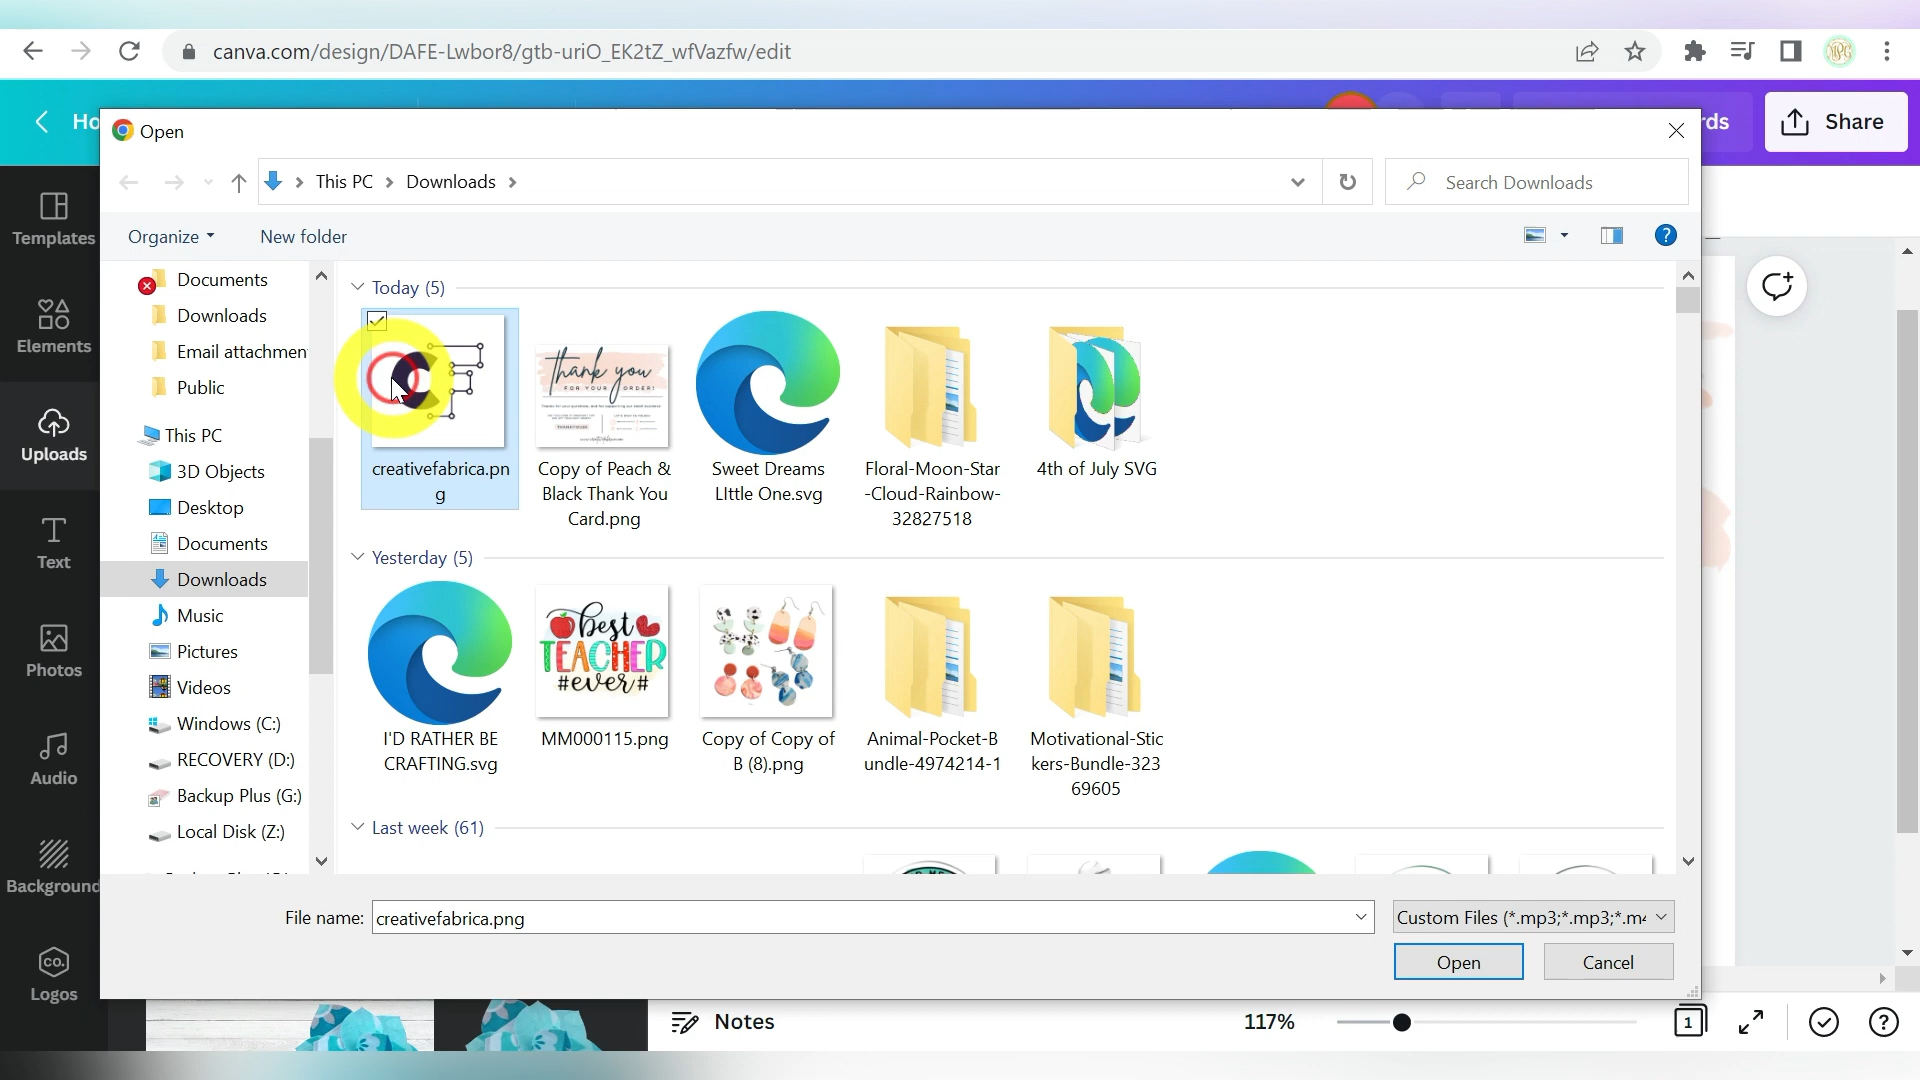 canva.com/design/DAFE-Lwbor8/gtb-uriO_EK2tZ_wfVazfw/edit
Ho
rds
Share
Open
This PC
Downloads
Search Downloads
Organize
New folder
Templates
Elements
Uploads
Text
Photos
Audio
Background
co.
Logos
Documents
Downloads
Email attachmen
Public
This PC
3D Objects
Desktop
Documents
Downloads
Music
Pictures
Videos
Windows (C:)
RECOVERY (D:)
Backup Plus (G:)
Local Disk (Z:)
Today (5)
thank you
FOR YOUR ORDER!
creativefabrica.pn
g
Copy of Peach &
Black Thank You
Card.png
Sweet Dreams
LIttle One.svg
Floral-Moon-Star
-Cloud-Rainbow-
32827518
4th of July SVG
Yesterday (5)
best
TEACHER
#ever#
I'D RATHER BE
CRAFTING.svg
MM000115.png
Copy of Copy of
B (8).png
Animal-Pocket-B
undle-4974214-1
Motivational-Stic
kers-Bundle-323
69605
Last week (61)
File name:
creativefabrica.png
Custom Files (*.mp3;*.mp3;*.m4
Open
Cancel
Notes
117%
1